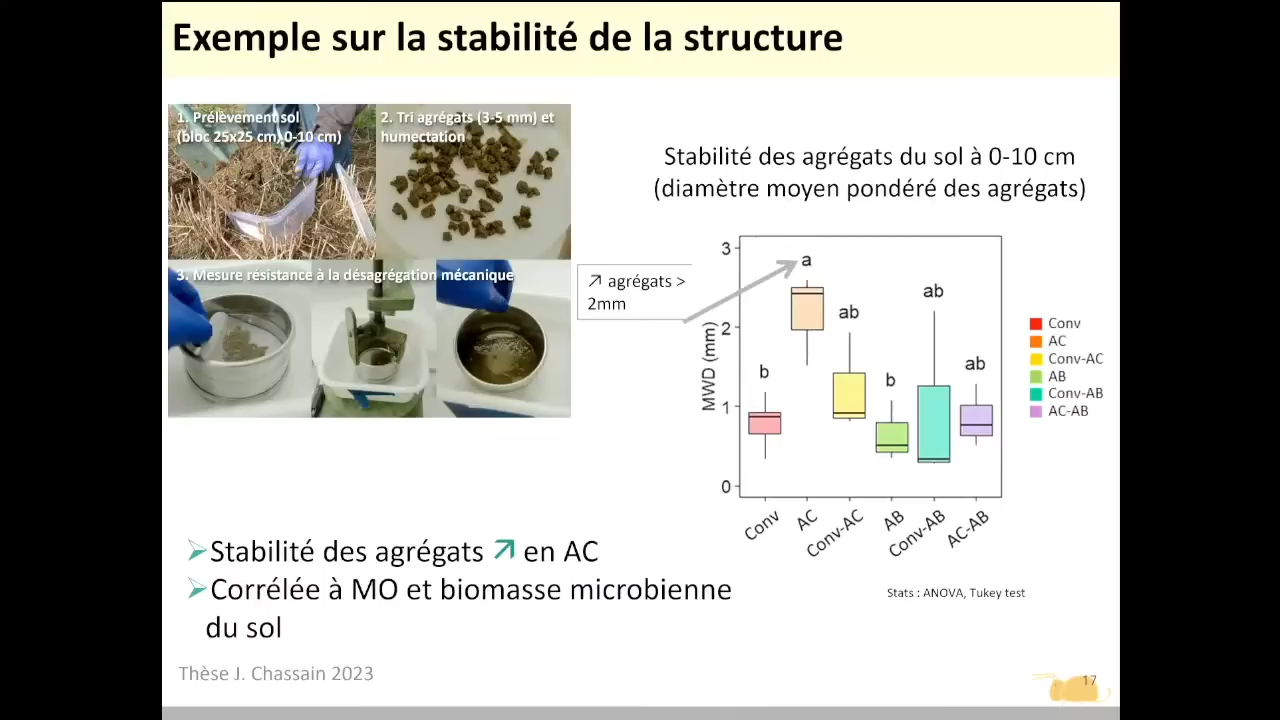 Exemple sur la stabilité de la structure
1. Prélèvement sol
(bloc 25x25 cm, 0-10 cm)
2. Tri agrégats (3-5 mm) et
humectation
3. Mesure résistance à la désagrégation mécanique
Stabilité des agrégats du sol à 0-10 cm
(diamètre moyen pondéré des agrégats)
↗ agrégats >
2mm
MWD (mm)
3
2
1
0
b
a
ab
b
ab
ab
Conv
AC
Conv-AC
AB
Conv-AB
AC-AB
Conv
AC
Conv-AC
AB
Conv-AB
AC-AB
Stats : ANOVA, Tukey test
➢Stabilité des agrégats ↗ en AC
➢Corrélée à MO et biomasse microbienne
du sol
Thèse J. Chassain 2023
17